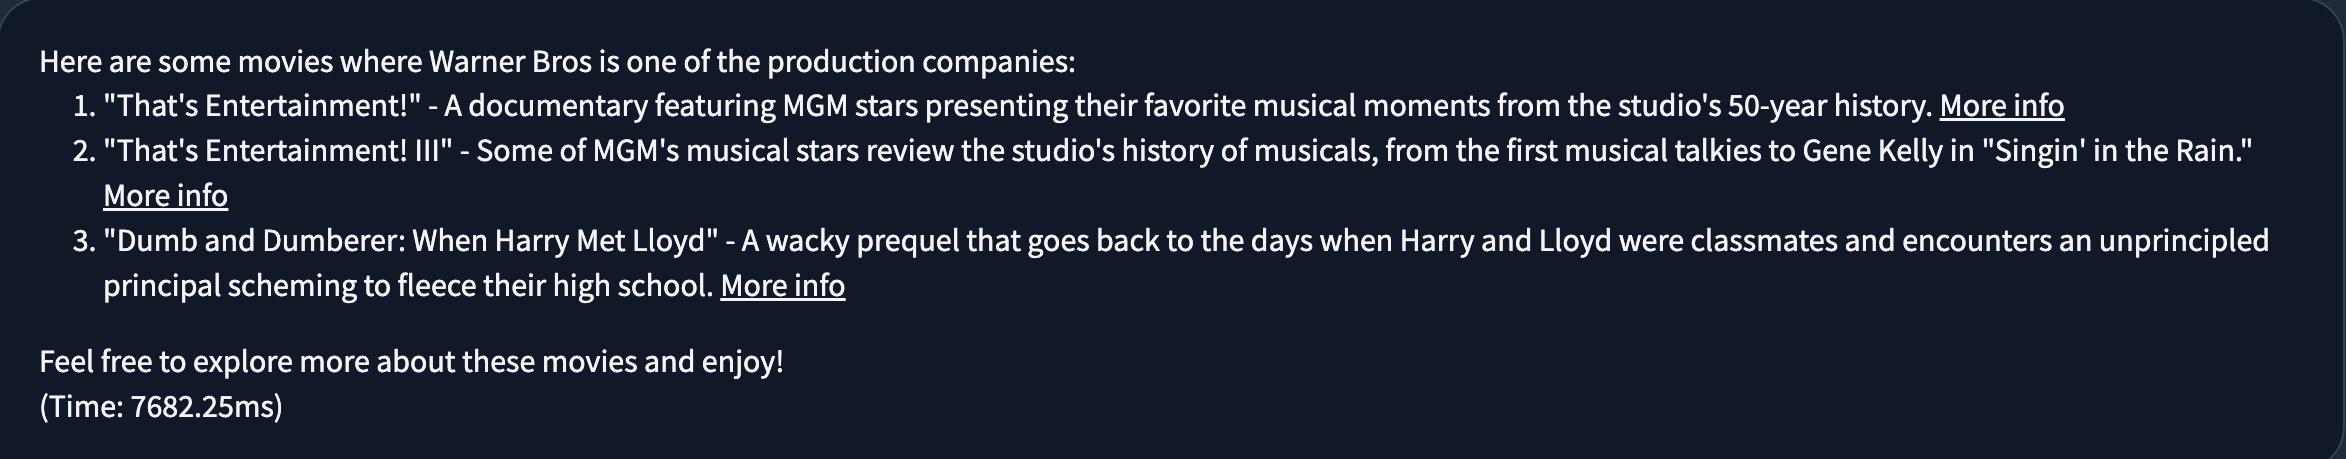 Here are some movies where Warner Bros is one of the production companies:
1. "That's Entertainment!" - A documentary featuring MGM stars presenting their favorite musical moments from the studio's 50-year history. More info
2. "That's Entertainment! III" - Some of MGM's musical stars review the studio's history of musicals, from the first musical talkies to Gene Kelly in "Singin' in the Rain."
More info
3. "Dumb and Dumberer: When Harry Met Lloyd" - A wacky prequel that goes back to the days when Harry and Lloyd were classmates and encounters an unprincipled
principal scheming to fleece their high school. More info
Feel free to explore more about these movies and enjoy!
(Time: 7682.25ms)